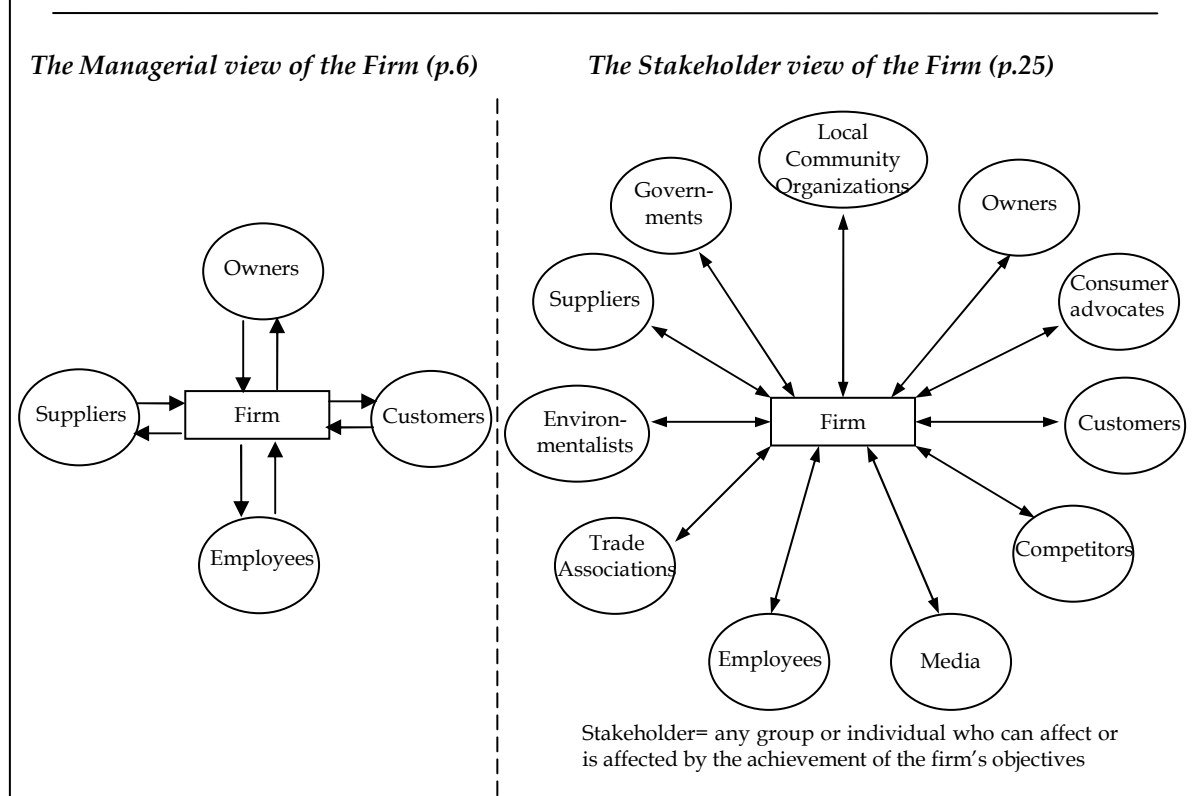 The Managerial view of the Firm (p.6)
Owners
Suppliers
Firm
Customers
Employees
The Stakeholder view of the Firm (p.25)
Local
Community
Organizations
Govern-
ments
Owners
Suppliers
Consumer
advocates
Environ-
mentalists
Firm
Customers
Trade
Associations
Competitors
Employees
Media
Stakeholder= any group or individual who can affect or
is affected by the achievement of the firm's objectives